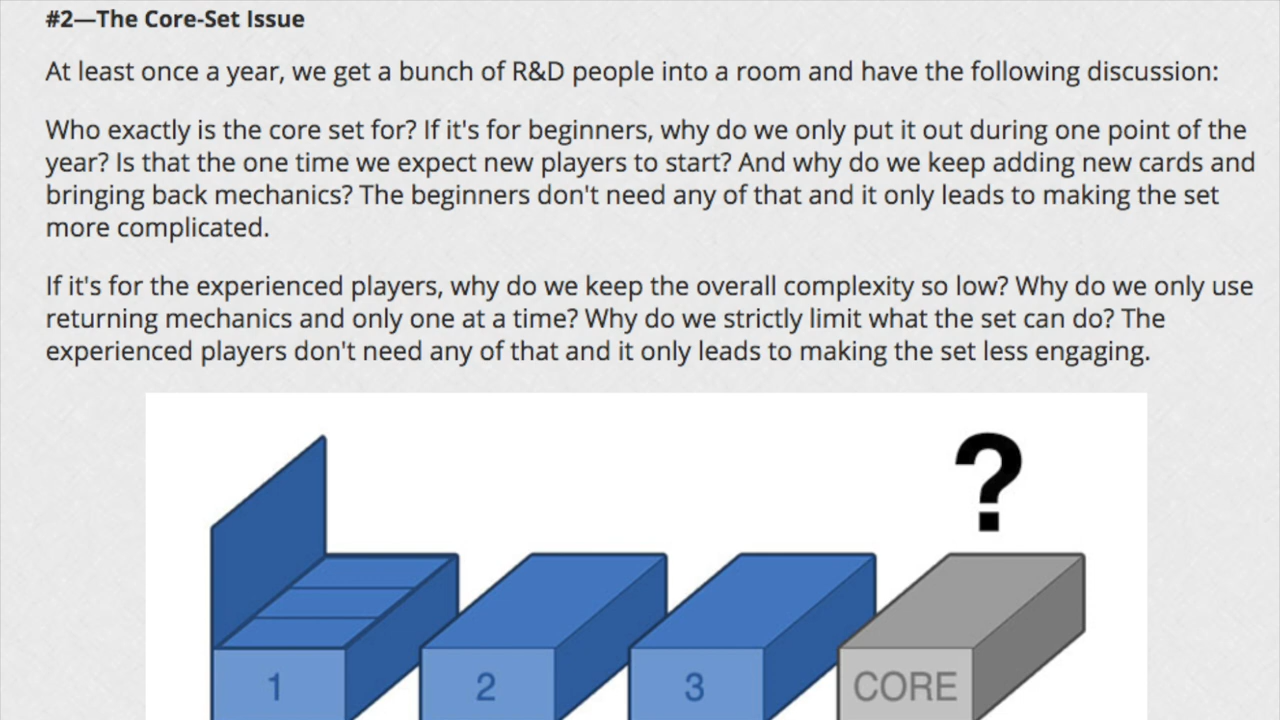 #2—The Core-Set Issue
At least once a year, we get a bunch of R&D people into a room and have the following discussion:
Who exactly is the core set for? If it's for beginners, why do we only put it out during one point of the
year? Is that the one time we expect new players to start? And why do we keep adding new cards and
bringing back mechanics? The beginners don't need any of that and it only leads to making the set
more complicated.
If it's for the experienced players, why do we keep the overall complexity so low? Why do we only use
returning mechanics and only one at a time? Why do we strictly limit what the set can do? The
experienced players don't need any of that and it only leads to making the set less engaging.
?
1 2 3 CORE